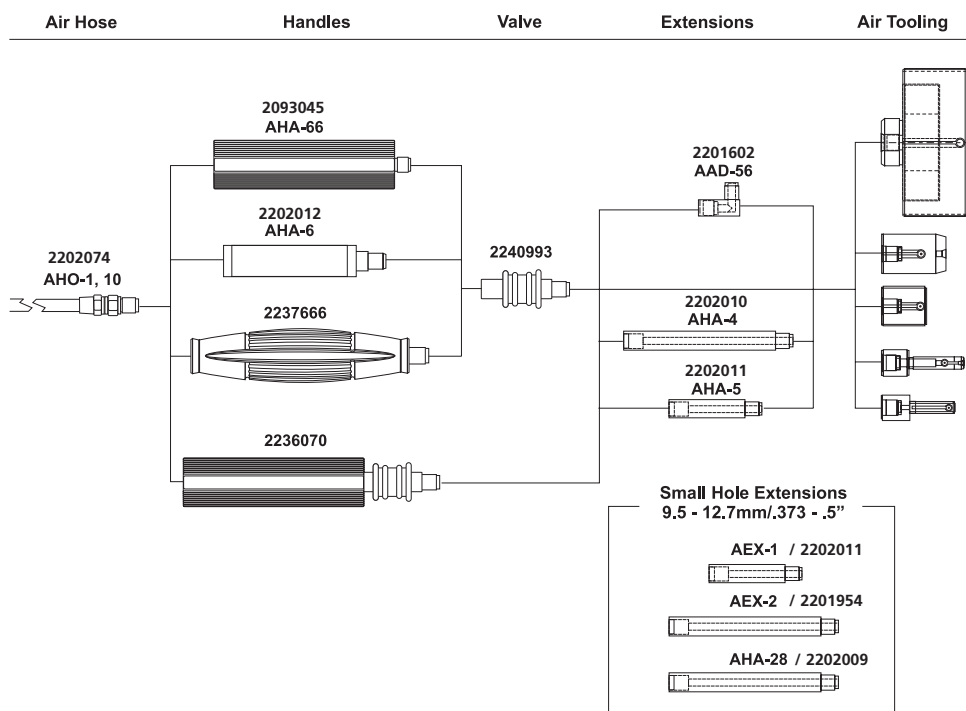 Air Hose
Handles
Valve
Extensions
Air Tooling
2093045
AHA-66
2202012
AHA-6
2202074
AHO-1, 10
2237666
2236070
2240993
2201602
AAD-56
2202010
AHA-4
2202011
AHA-5
Small Hole Extensions
9.5 - 12.7mm/.373 - .5”
AEX-1 / 2202011
AEX-2 / 2201954
AHA-28 / 2202009